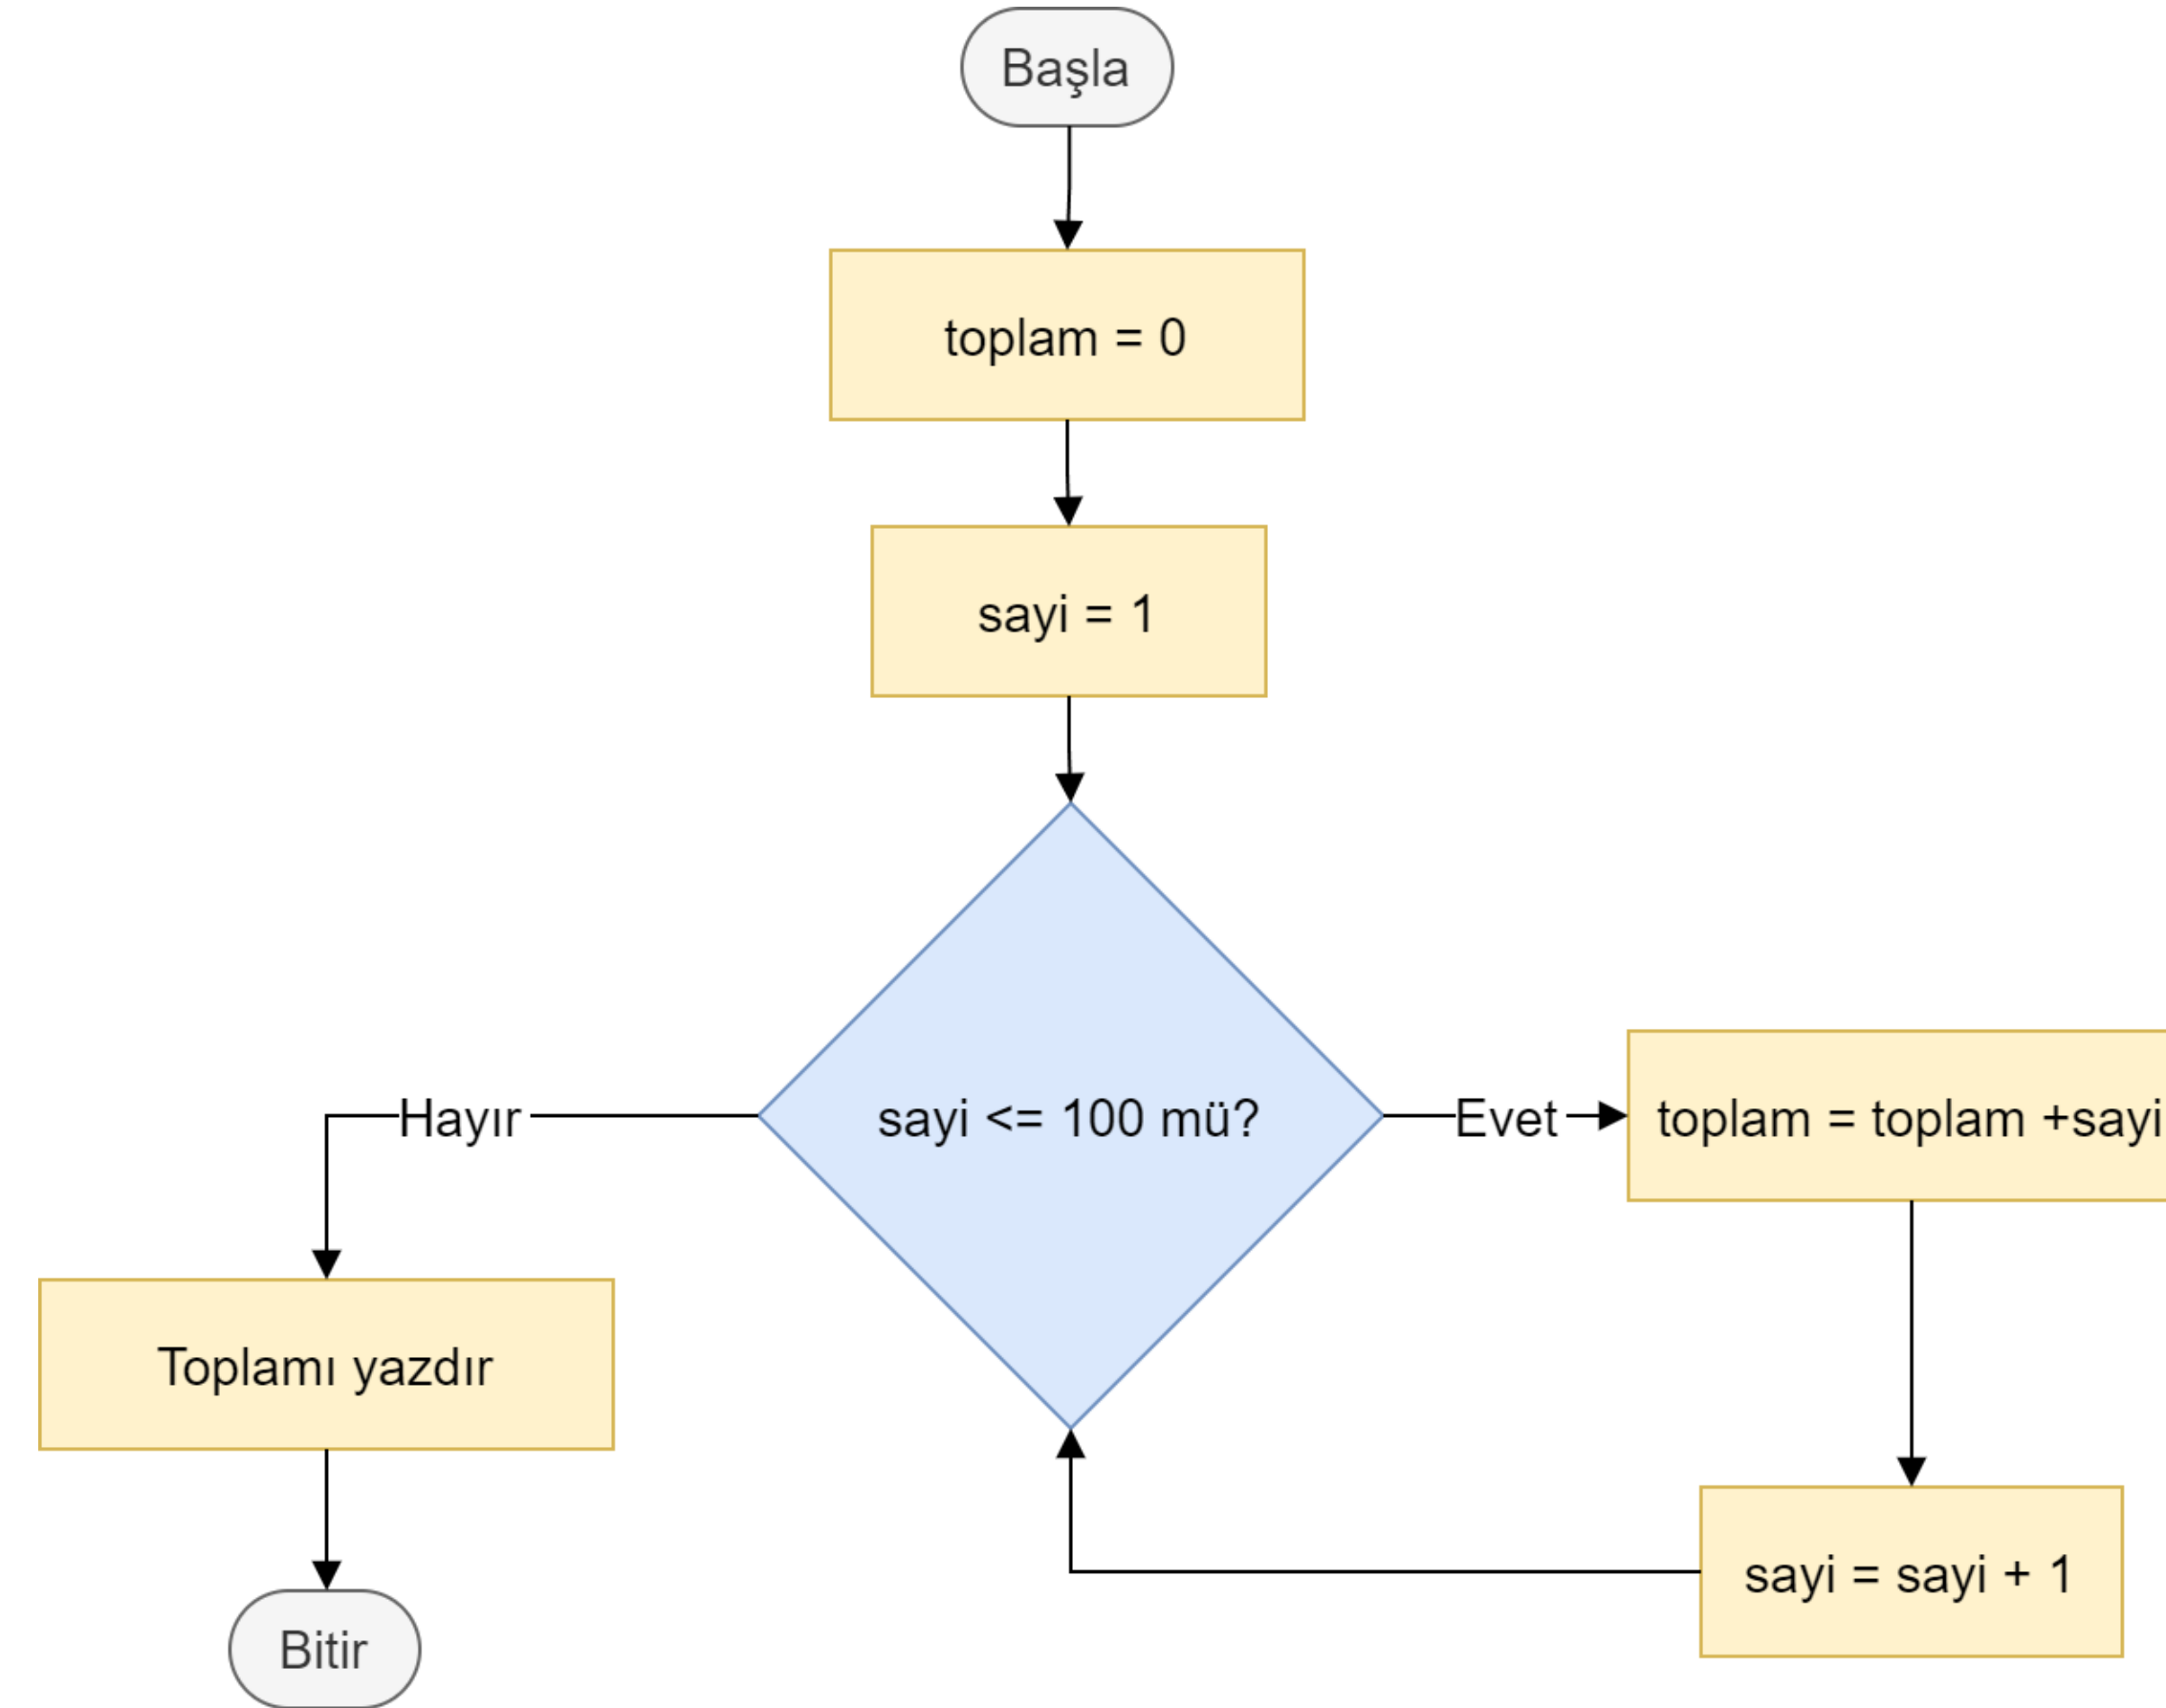 Başla
toplam = 0
sayi = 1
sayi <= 100 mü?
Hayır
Evet
toplam = toplam +sayi
Toplamı yazdır
sayi = sayi + 1
Bitir